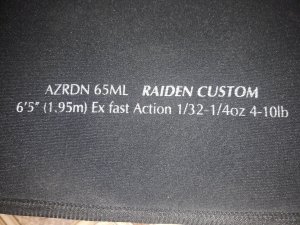 AZRDN 65ML RAIDEN CUSTOM
6'5" (1.95m) Ex fast Action 1/32-1/4oz 4-10lb